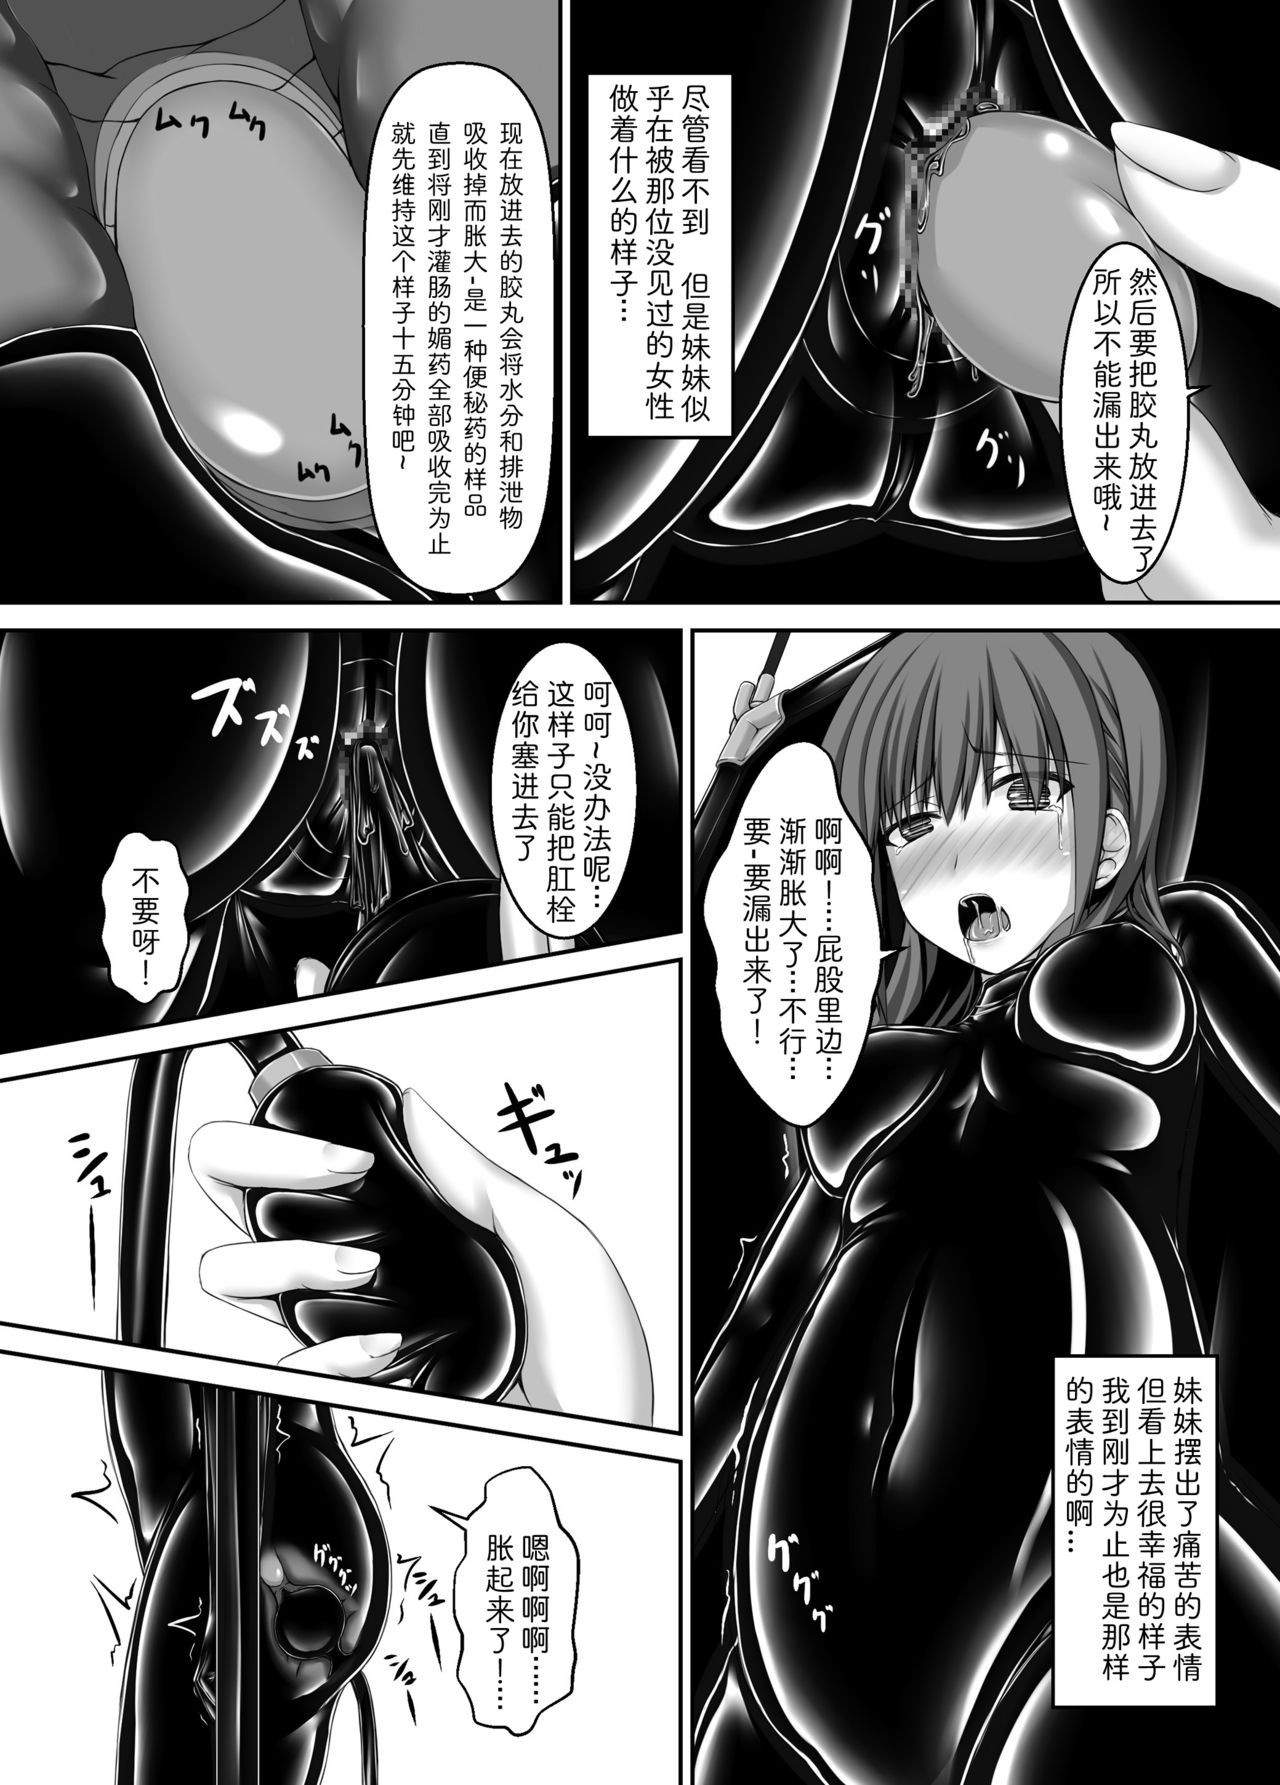 然后要把胶丸放进去了
所以不能漏出来哦~
グッ
グリ
尽管看不到 但是妹妹似
乎在被那位没见过的女性
做着什么的样子…
ムク
ムク
现在放进去的胶丸会将水分和排泄物
吸收掉而胀大-是一种便秘药的样品
直到将刚才灌肠的媚药全部吸收完为止
就先维持这个样子十五分钟吧~
ムク
ムク
啊啊！…屁股里边…
渐渐胀大了…不行…
要-要漏出来了！
妹妹摆出了痛苦的表情
但看上去很幸福的样子
我到刚才为止也是那样
的表情的啊…
ググググ
呵呵~没办法呢…
这样子只能把肛栓
给你塞进去了
ズズズ
不要呀！
ギュッ
シュー
嗯啊啊啊……
胀起来了！……
ググググッ